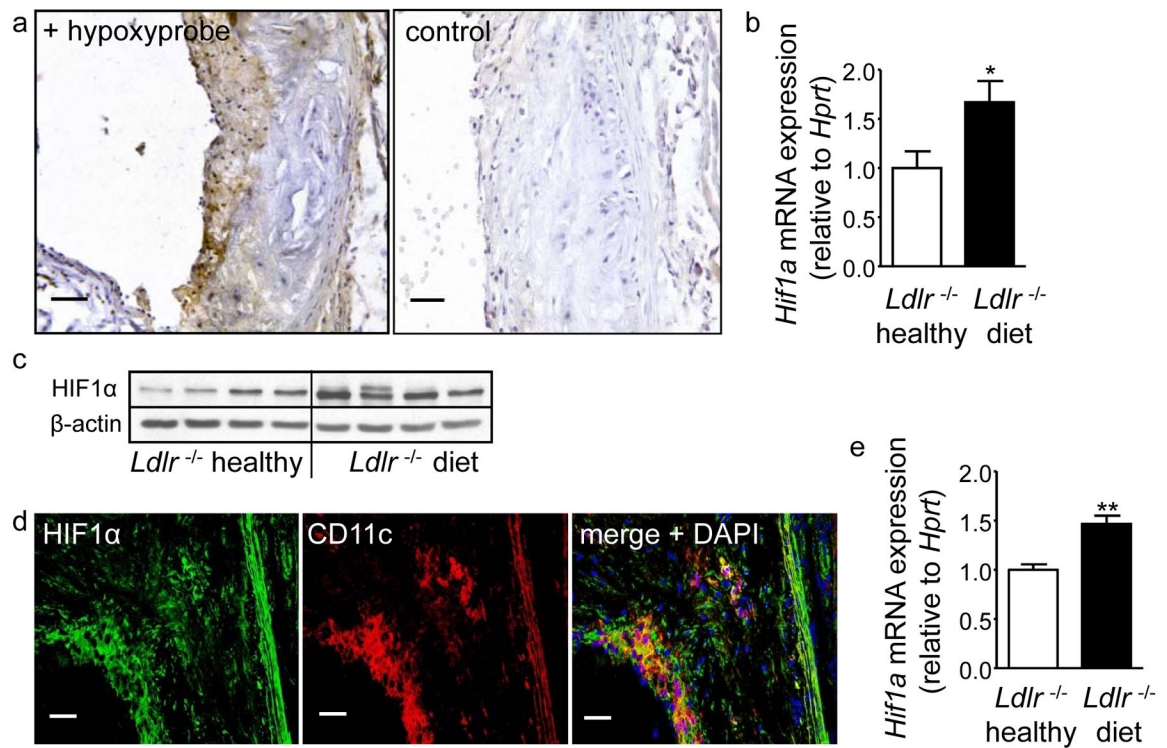 a
+ hypoxyprobe
control
b
Hif1a mRNA expression
(relative to Hprt)
2.0
1.5
1.0
0.5
0.0
*
Ldlr -/- Ldlr -/-
healthy diet
c
HIF1α
β-actin
Ldlr -/- healthy Ldlr -/- diet
d
HIF1α
CD11c
merge + DAPI
e
Hif1a mRNA expression
(relative to Hprt)
2.0
1.5
1.0
0.5
0.0
**
Ldlr -/- Ldlr -/-
healthy diet